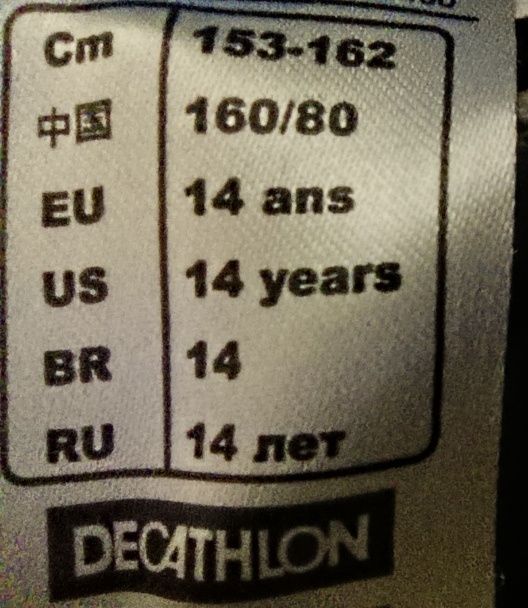 Cm 153-162
中国 160/80
EU 14 ans
US 14 years
BR 14
RU 14 лет
DECATHLON